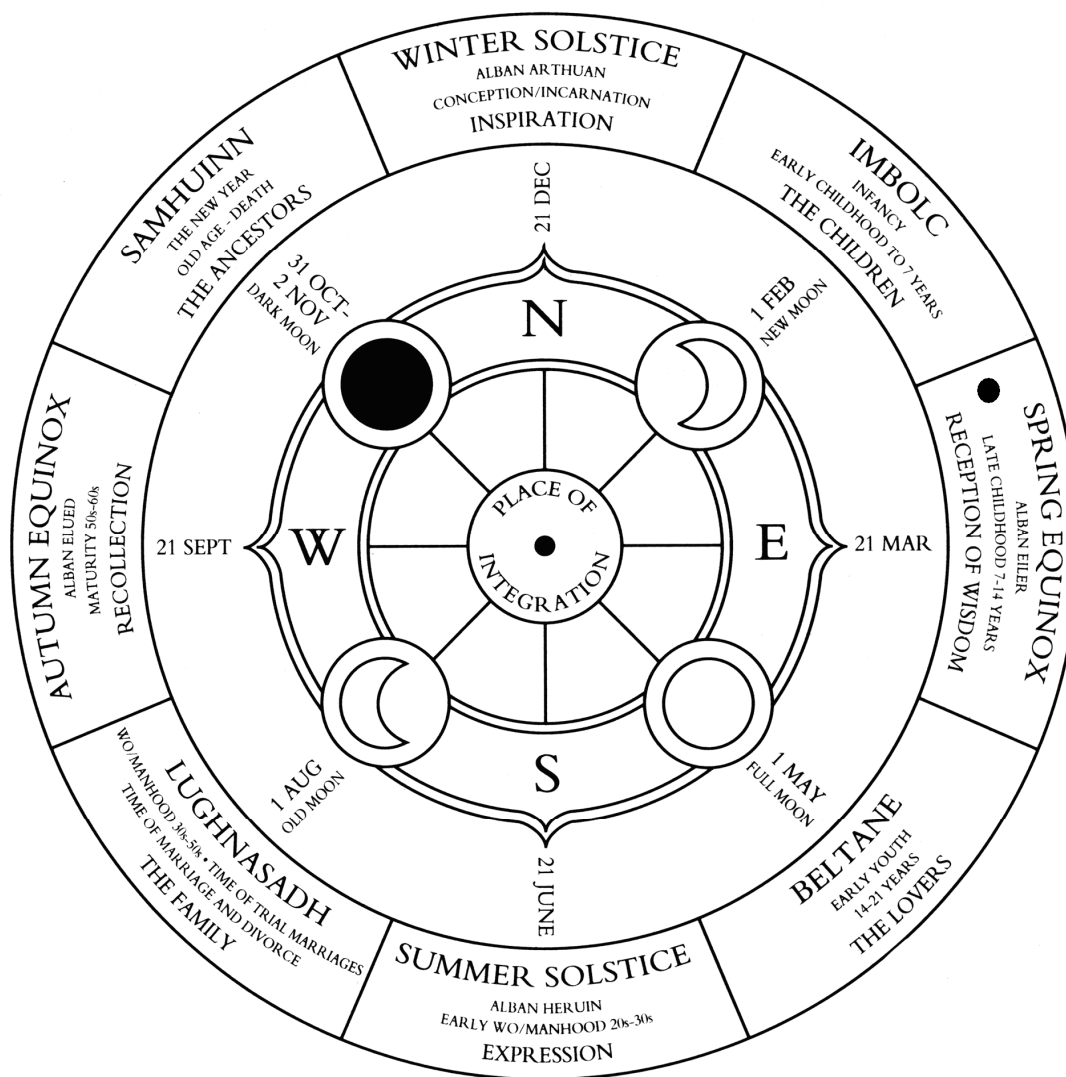 WINTER SOLSTICE
ALBAN ARTHUAN
CONCEPTION/INCARNATION
INSPIRATION
IMBOLC
INFANCY
EARLY CHILDHOOD TO 7 YEARS
THE CHILDREN
SPRING EQUINOX
ALBAN EILER
LATE CHILDHOOD 7-14 YEARS
RECEPTION OF WISDOM
BELTANE
EARLY YOUTH
14-21 YEARS
THE LOVERS
SUMMER SOLSTICE
ALBAN HERUIN
EARLY WO/MANHOOD 20s-30s
EXPRESSION
LUGHNASADH
WO/MANHOOD 30s-50s • TIME OF TRIAL MARRIAGES
TIME OF MARRIAGE AND DIVORCE
THE FAMILY
AUTUMN EQUINOX
ALBAN ELUED
MATURITY 50s-60s
RECOLLECTION
SAMHUINN
THE NEW YEAR
OLD AGE - DEATH
THE ANCESTORS
21 DEC
1 FEB
NEW MOON
21 MAR
1 MAY
FULL MOON
21 JUNE
1 AUG
OLD MOON
21 SEPT
31 OCT-
2 NOV
DARK MOON
N
E
S
W
PLACE OF
INTEGRATION